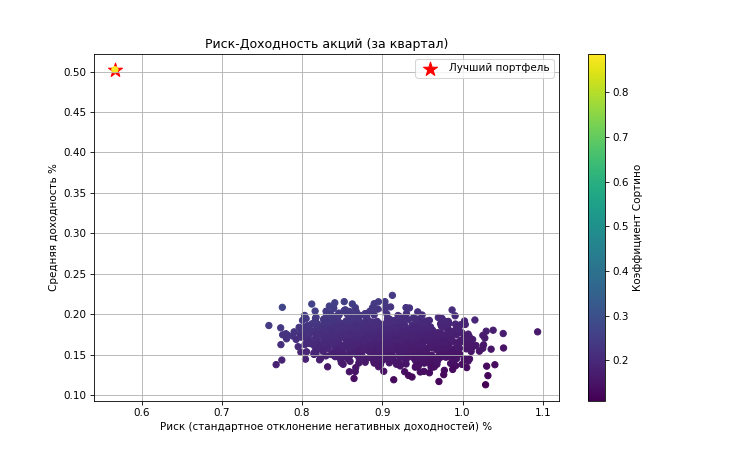 Риск-Доходность акций (за квартал)
Лучший портфель
0.50
0.45
0.40
0.35
0.30
0.25
0.20
0.15
0.10
Средняя доходность %
0.6 0.7 0.8 0.9 1.0 1.1
Риск (стандартное отклонение негативных доходностей) %
0.8
0.7
0.6
0.5
0.4
0.3
0.2
Коэффициент Сортино